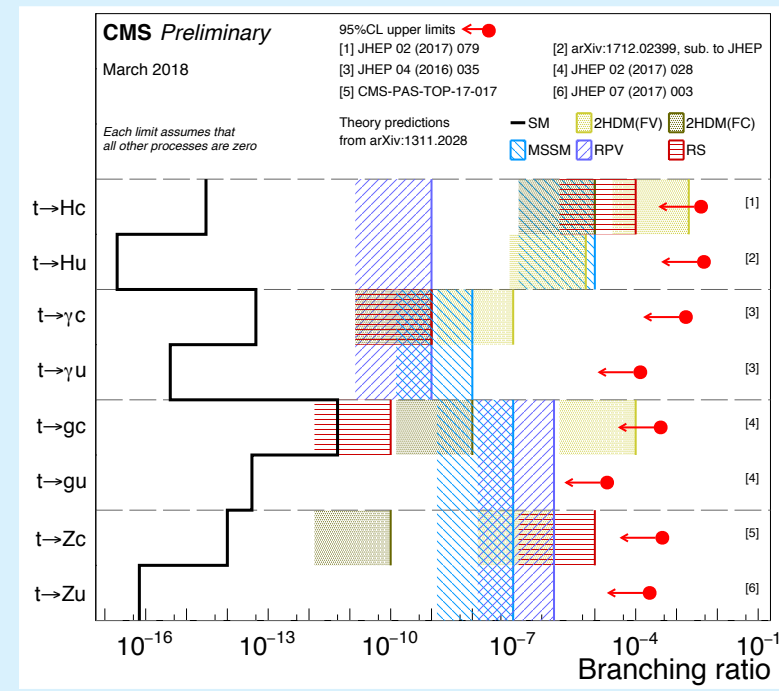 CMS Preliminary
March 2018
Each limit assumes that
all other processes are zero
95%CL upper limits
[1] JHEP 02 (2017) 079
[2] arXiv:1712.02399, sub. to JHEP
[3] JHEP 04 (2016) 035
[4] JHEP 02 (2017) 028
[5] CMS-PAS-TOP-17-017
[6] JHEP 07 (2017) 003
Theory predictions
from arXiv:1311.2028
SM 2HDM(FV) 2HDM(FC)
MSSM RPV RS
t→Hc [1]
t→Hu [2]
t→γc [3]
t→γu [3]
t→gc [4]
t→gu [4]
t→Zc [5]
t→Zu [6]
10⁻¹⁶ 10⁻¹³ 10⁻¹⁰ 10⁻⁷ 10⁻⁴ 10⁻¹
Branching ratio